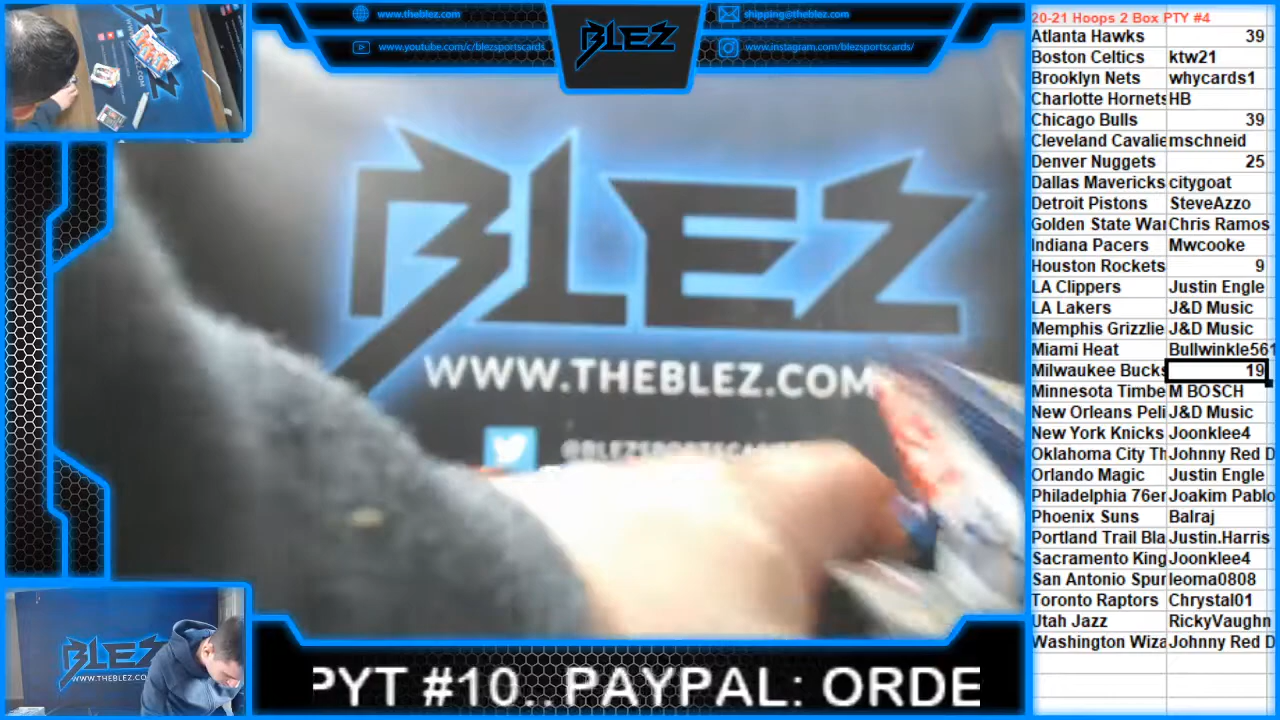 www.theblez.com
shipping@theblez.com
www.youtube.com/c/blezsportscards
www.instagram.com/blezsportscards/
BLEZ
BLEZ
WWW.THEBLEZ.COM
@BLEZSPORTSCARDS
BLEZ
WWW.THEBLEZ.COM
PYT #10. .PAYPAL: ORDE
20-21 Hoops 2 Box PTY #4
Atlanta Hawks 39
Boston Celtics ktw21
Brooklyn Nets whycards1
Charlotte Hornets HB
Chicago Bulls 39
Cleveland Cavalie mschneid
Denver Nuggets 25
Dallas Mavericks citygoat
Detroit Pistons SteveAzzo
Golden State War Chris Ramos
Indiana Pacers Mwcooke
Houston Rockets 9
LA Clippers Justin Engle
LA Lakers J&D Music
Memphis Grizzlie J&D Music
Miami Heat Bullwinkle561
Milwaukee Bucks 19
Minnesota Timbe M BOSCH
New Orleans Peli J&D Music
New York Knicks Joonklee4
Oklahoma City Th Johnny Red D
Orlando Magic Justin Engle
Philadelphia 76er Joakim Pablo
Phoenix Suns Balraj
Portland Trail Bla Justin.Harris
Sacramento King Joonklee4
San Antonio Spur leoma0808
Toronto Raptors Chrystal01
Utah Jazz RickyVaughn
Washington Wiza Johnny Red D